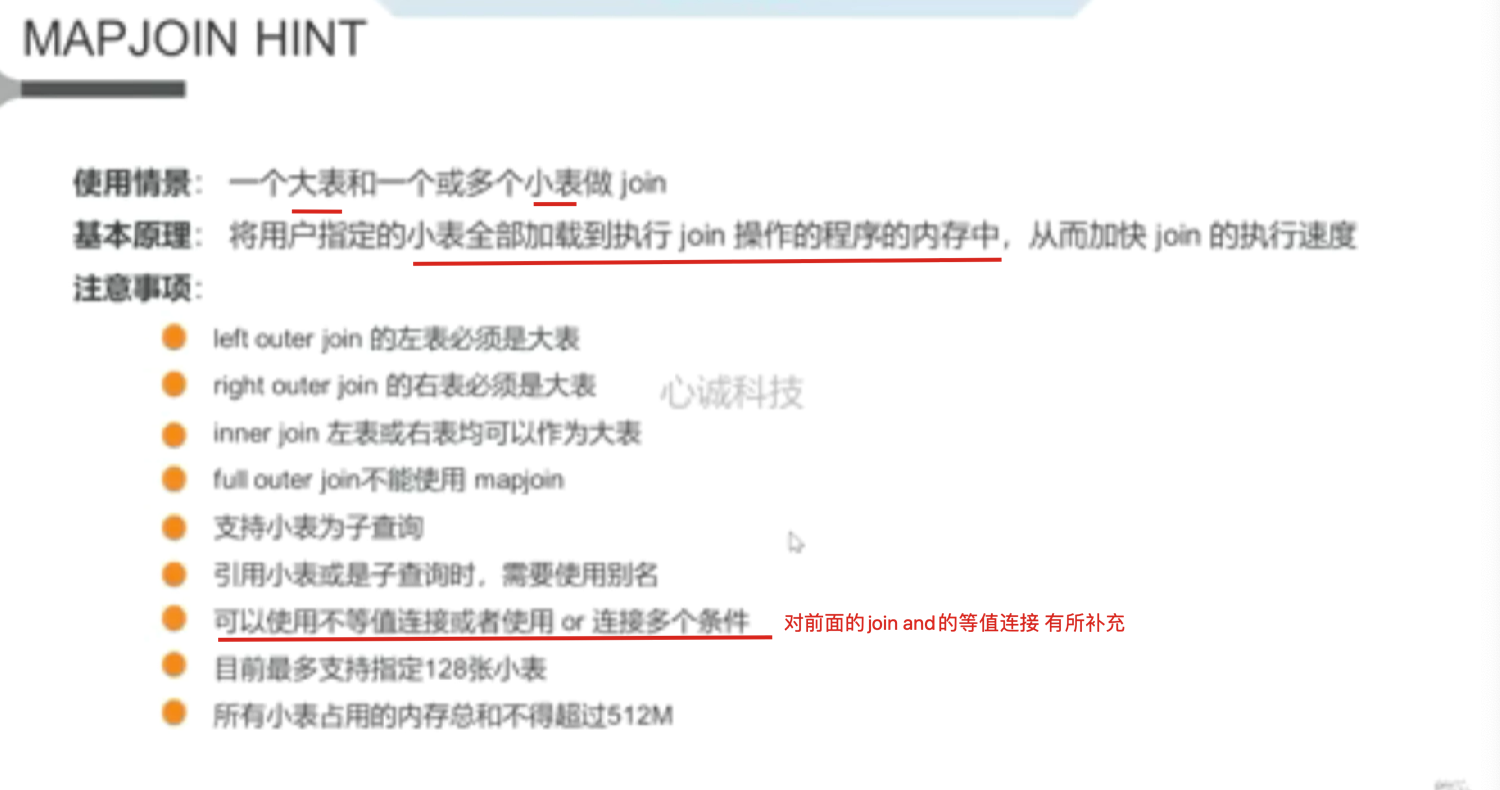 MAPJOIN HINT
使用情景： 一个大表和一个或多个小表做 join
基本原理： 将用户指定的小表全部加载到执行 join 操作的程序的内存中，从而加快 join 的执行速度
注意事项：
left outer join 的左表必须是大表
right outer join 的右表必须是大表
心诚科技
inner join 左表或右表均可以作为大表
full outer join不能使用 mapjoin
支持小表为子查询
引用小表或是子查询时，需要使用别名
可以使用不等值连接或者使用 or 连接多个条件 对前面的join and的等值连接 有所补充
目前最多支持指定128张小表
所有小表占用的内存总和不得超过512M